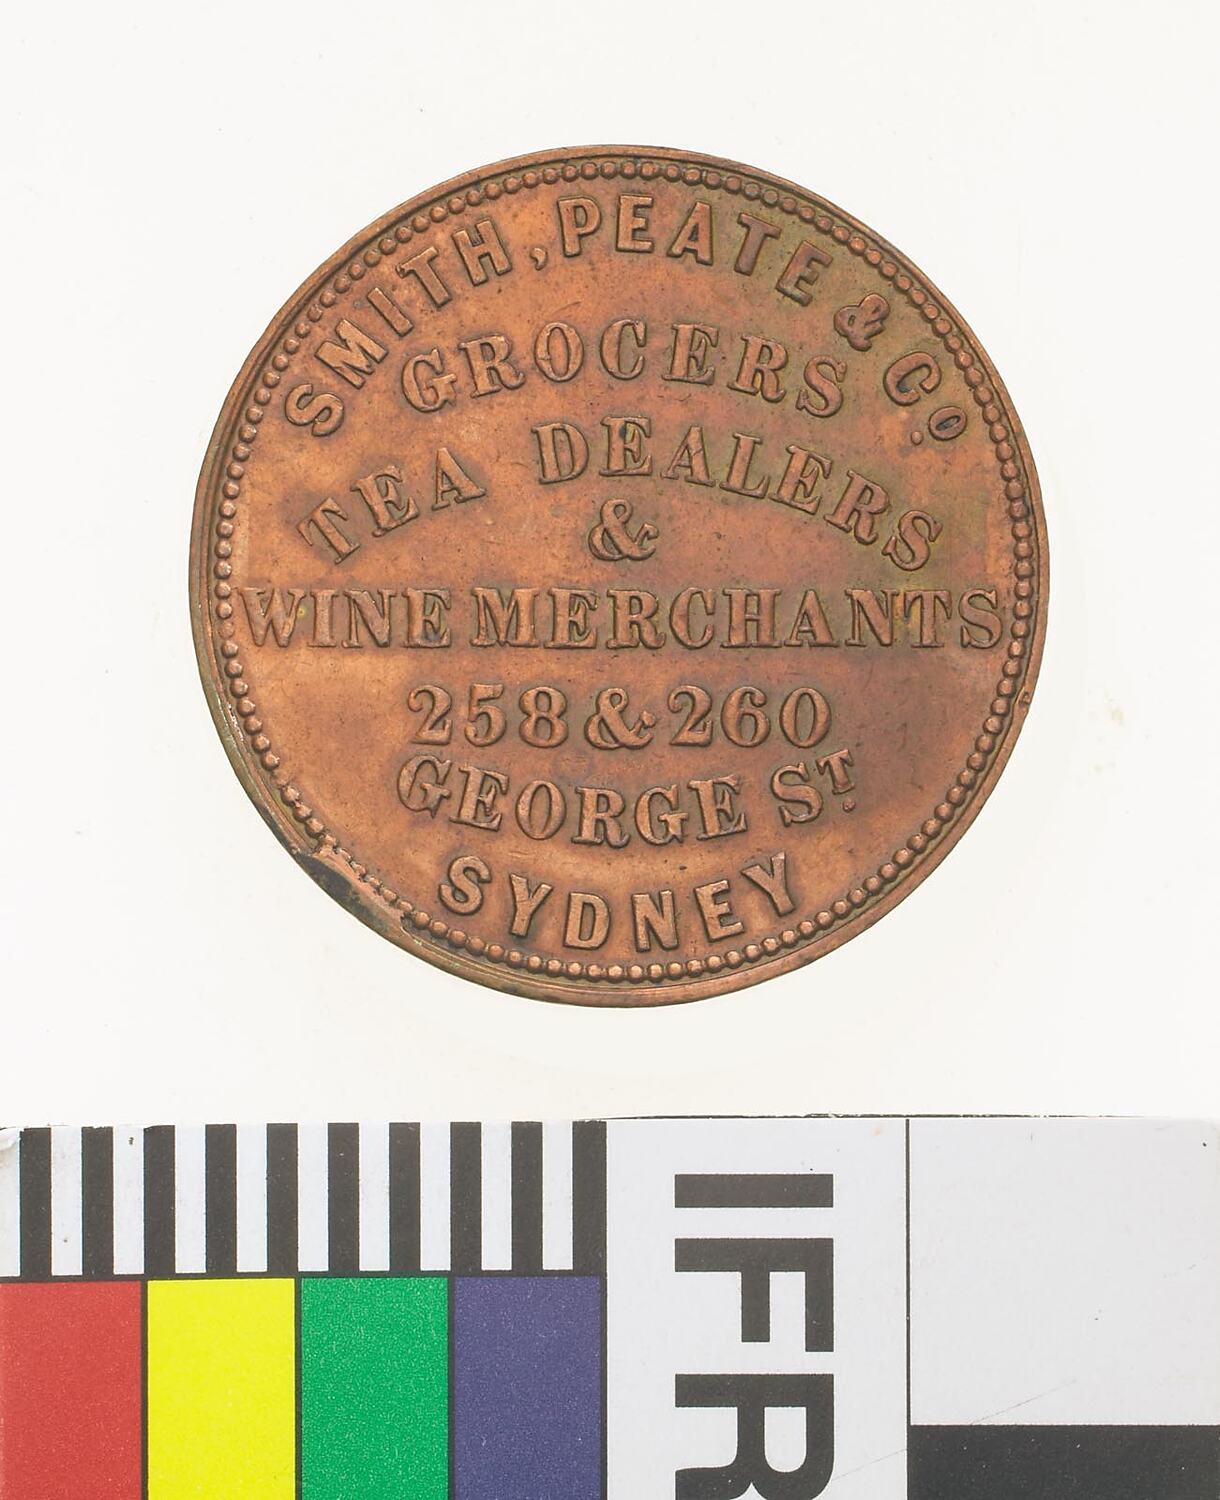 SMITH, PEATE & Co.
GROCERS
TEA DEALERS
&
WINE MERCHANTS
258 & 260
GEORGE ST.
SYDNEY
IFR